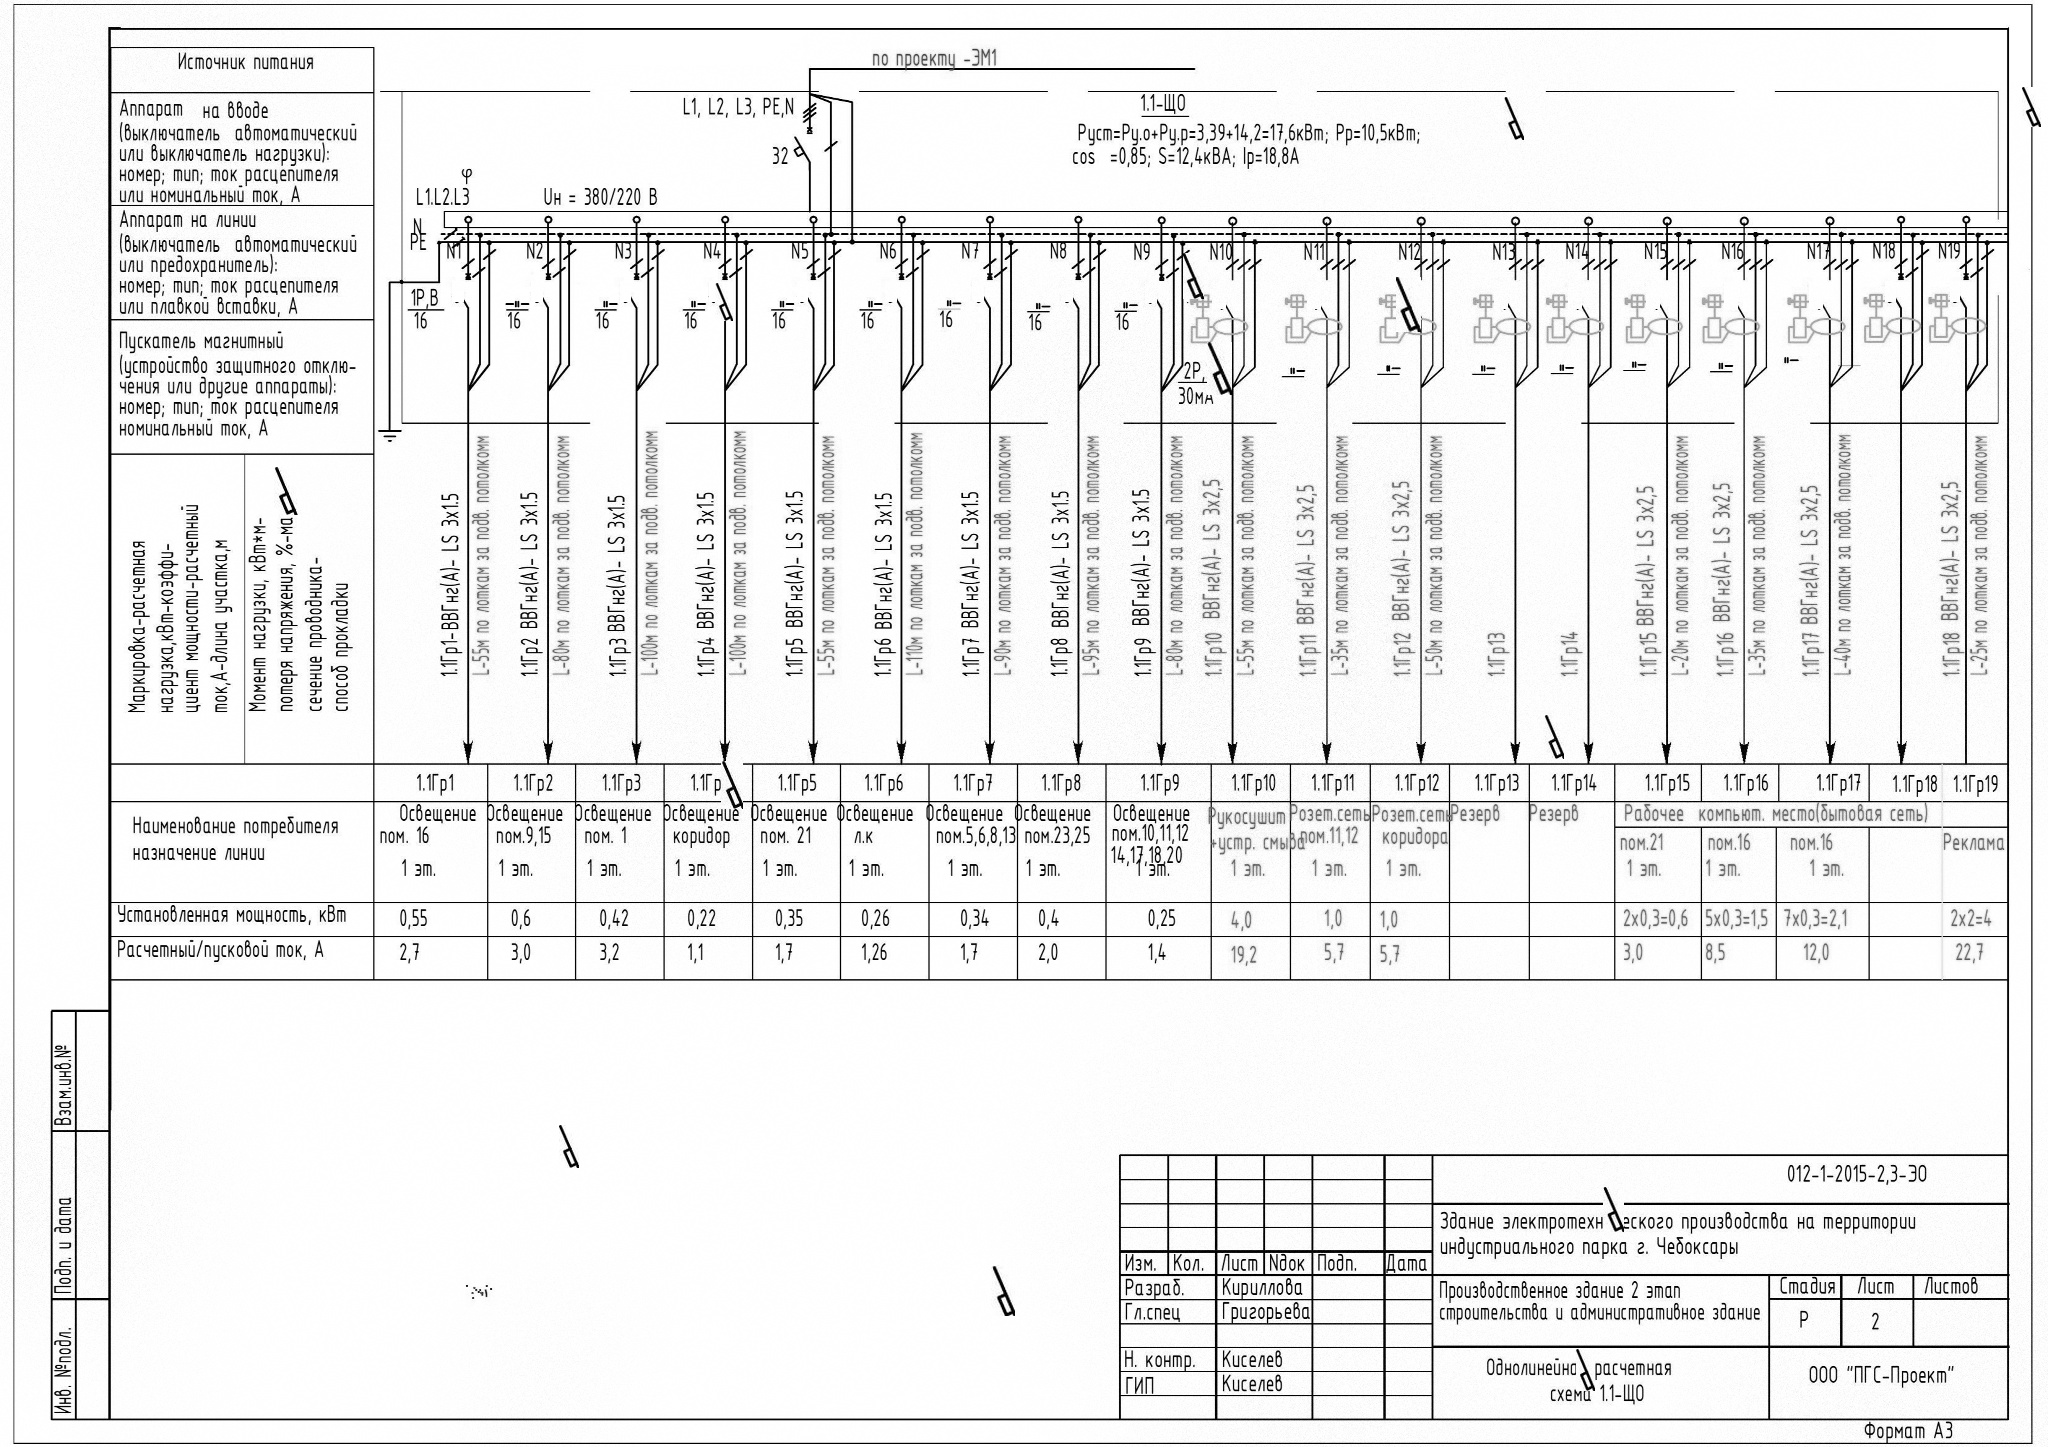 Источник питания
Аппарат на вводе
(выключатель автоматический
или выключатель нагрузки):
номер; тип; ток расцепителя
или номинальный ток, А
Аппарат на линии
(выключатель автоматический
или предохранитель):
номер; тип; ток расцепителя
или плавкой вставки, А
Пускатель магнитный
(устройство защитного отклю-
чения или другие аппараты):
номер; тип; ток расцепителя
номинальный ток, А
Маркировка-расчетная
нагрузка,кВт-коэффи-
циент мощности-расчетный
ток,А-длина участка,м
Момент нагрузки, кВт*м-
потеря напряжения, %-ма
сечение проводника-
способ прокладки
по проекту -ЭМ1
L1, L2, L3, PE,N
32
1.1-ЩО
Руст=Ру.о+Ру.р=3,39+14,2=17,6кВт; Рр=10,5кВт;
cos =0,85; S=12,4кВА; Iр=18,8А
φ
L1.L2.L3
Uн = 380/220 В
N
PE
N1 N2 N3 N4 N5 N6 N7 N8 N9 N10 N11 N12 N13 N14 N15 N16 N17 N18 N19
1Р,В
16
"— 16
"— 16
"— 16
"— 16
"— 16
"— 16
"— 16
"— 16
2Р,
30мА
"—
"—
"—
"—
"—
"—
"—
1.1Гр1-ВВГнг(А)- LS 3х1.5
L-55м по лоткам за подв. потолкомм
1.1Гр2 ВВГнг(А)- LS 3х1.5
L-80м по лоткам за подв. потолкомм
1.1Гр3 ВВГнг(А)- LS 3х1.5
L-100м по лоткам за подв. потолкомм
1.1Гр4 ВВГнг(А)- LS 3х1.5
L-100м по лоткам за подв. потолкомм
1.1Гр5 ВВГнг(А)- LS 3х1.5
L-55м по лоткам за подв. потолкомм
1.1Гр6 ВВГнг(А)- LS 3х1.5
L-110м по лоткам за подв. потолкомм
1.1Гр7 ВВГнг(А)- LS 3х1.5
L-90м по лоткам за подв. потолкомм
1.1Гр8 ВВГнг(А)- LS 3х1.5
L-95м по лоткам за подв. потолкомм
1.1Гр9 ВВГнг(А)- LS 3х1.5
L-80м по лоткам за подв. потолкомм
1.1Гр10 ВВГнг(А)- LS 3х2,5
L-55м по лоткам за подв. потолкомм
1.1Гр11 ВВГнг(А)- LS 3х2,5
L-35м по лоткам за подв. потолкомм
1.1Гр12 ВВГнг(А)- LS 3х2,5
L-50м по лоткам за подв. потолкомм
1.1Гр13
1.1Гр14
1.1Гр15 ВВГнг(А)- LS 3х2,5
L-20м по лоткам за подв. потолкомм
1.1Гр16 ВВГнг(А)- LS 3х2,5
L-35м по лоткам за подв. потолкомм
1.1Гр17 ВВГнг(А)- LS 3х2,5
L-40м по лоткам за подв. потолкомм
1.1Гр18 ВВГнг(А)- LS 3х2,5
L-25м по лоткам за подв. потолкомм
1.1Гр1 1.1Гр2 1.1Гр3 1.1Гр 1.1Гр5 1.1Гр6 1.1Гр7 1.1Гр8 1.1Гр9 1.1Гр10 1.1Гр11 1.1Гр12 1.1Гр13 1.1Гр14 1.1Гр15 1.1Гр16 1.1Гр17 1.1Гр18 1.1Гр19
Наименование потребителя
назначение линии
Освещение
пом. 16
1 эт.
Освещение
пом.9,15
1 эт.
Освещение
пом. 1
1 эт.
Освещение
коридор
1 эт.
Освещение
пом. 21
1 эт.
Освещение
л.к
1 эт.
Освещение
пом.5,6,8,13
1 эт.
Освещение
пом.23,25
1 эт.
Освещение
пом.10,11,12
14,17,18,20
1 эт.
Рукосушит
+устр. смыва
1 эт.
Розет.сеть
пом.11,12
1 эт.
Розет.сеть
коридора
1 эт.
Резерв
Резерв
Рабочее компьют. место(бытовая сеть)
пом.21
1 эт.
пом.16
1 эт.
пом.16
1 эт.
Реклама
Установленная мощность, кВт 0,55 0,6 0,42 0,22 0,35 0,26 0,34 0,4 0,25 4,0 1,0 1,0 2х0,3=0,6 5х0,3=1,5 7х0,3=2,1 2х2=4
Расчетный/пусковой ток, А 2,7 3,0 3,2 1,1 1,7 1,26 1,7 2,0 1,4 19,2 5,7 5,7 3,0 8,5 12,0 22,7
Взам.инв.№
Подп. и дата
Инв. №подл.
012-1-2015-2,3-ЭО
Здание электротехн еского производства на территории
индустриального парка г. Чебоксары
Изм. Кол. Лист Nдок Подп. Дата
Разраб. Кириллова
Гл.спец Григорьева
Н. контр. Киселев
ГИП Киселев
Производственное здание 2 этап
строительства и административное здание
Стадия Лист Листов
Р 2
Однолинейна расчетная
схема 1.1-ЩО
ООО "ПГС-Проект"
Формат А3